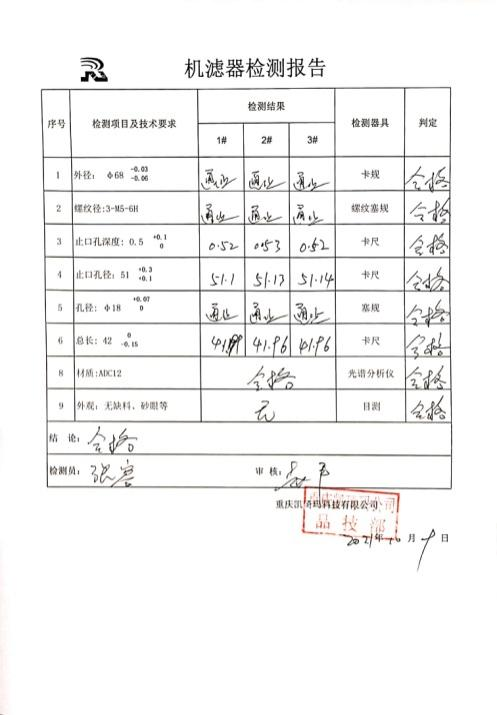 机滤器检测报告
序号 检测项目及技术要求 检测结果 检测器具 判定
1# 2# 3#
1 外径: φ68 -0.03 -0.06 通止 通止 通止 卡规 合格
2 螺纹径:3-M5-6H 通止 通止 通止 螺纹塞规 合格
3 止口孔深度: 0.5 +0.1 0 0.52 0.53 0.52 卡尺 合格
4 止口孔径: 51 +0.3 +0.1 51.1 51.13 51.14 卡尺 合格
5 孔径: φ18 +0.07 0 通止 通止 通止 塞规 合格
6 总长: 42 0 -0.15 41.96 41.96 卡尺 合格
8 材质:ADC12 合格 光谱分析仪 合格
9 外观: 无缺料、砂眼等 无 目测 合格
结 论: 合格
检测员: 审核:
重庆凯琦玛科技有限公司
品技部
2021年10月9日